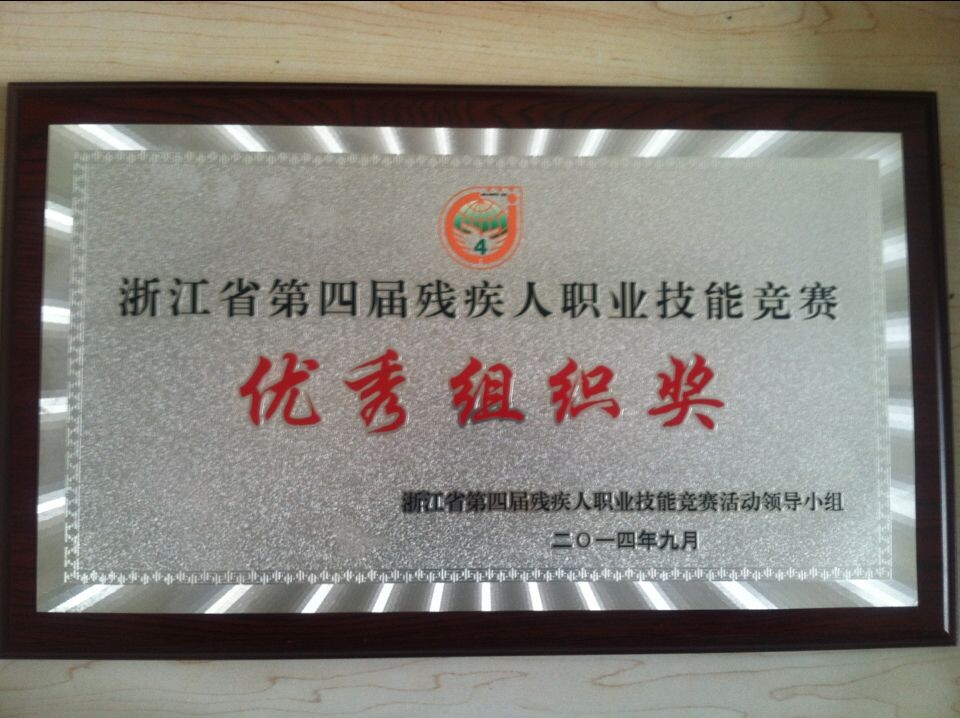 4
浙江省第四届残疾人职业技能竞赛
优秀组织奖
浙江省第四届残疾人职业技能竞赛活动领导小组
二〇一四年九月